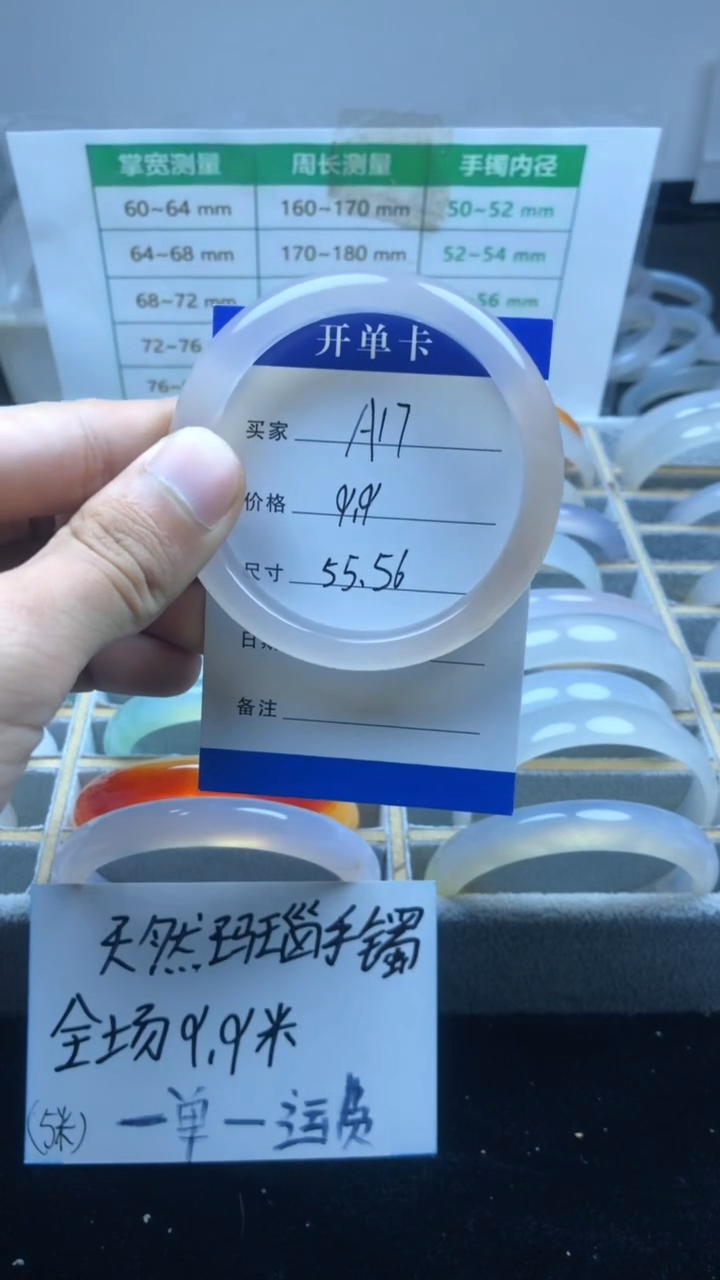 掌宽测量 周长测量 手镯内径
60~64 mm 160~170 mm 50~52 mm
64~68 mm 170~180 mm 52~54 mm
68~72 mm 56 mm
72~76
76~
开单卡
买家 A17
价格 9.9
尺寸 55.56
日期
备注
天然玛瑙手镯
全场9.9米
(5米) 一单一运费